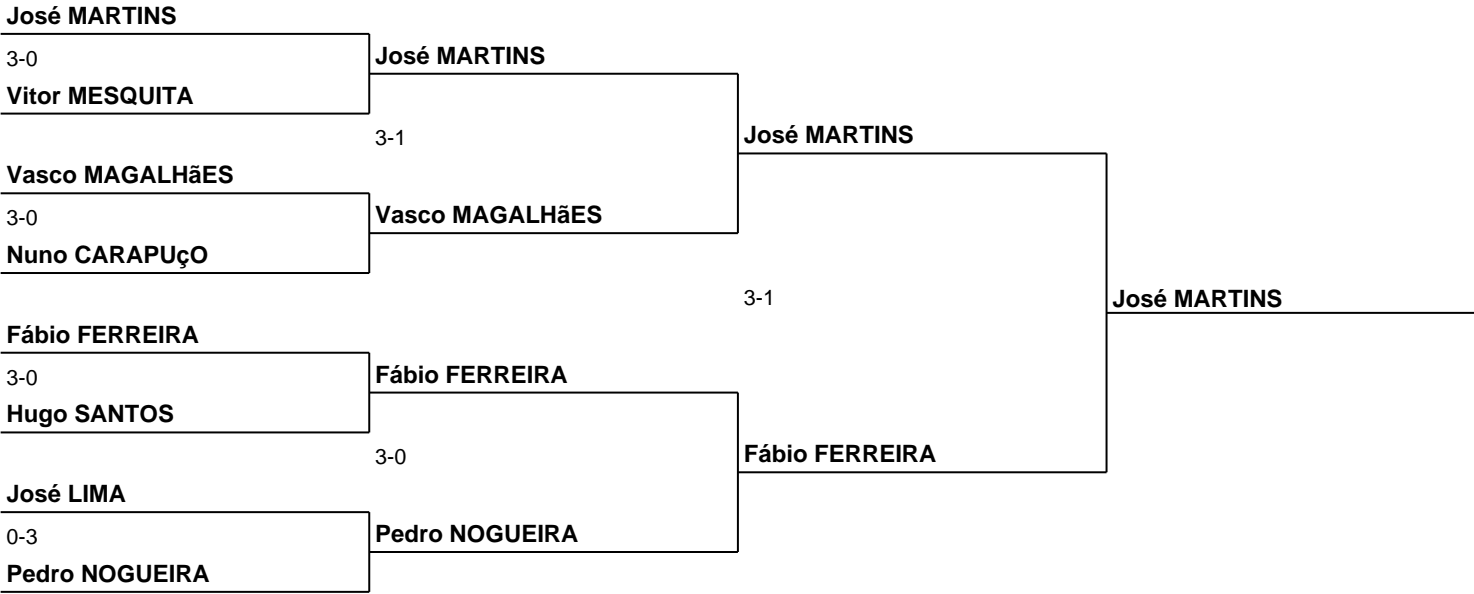 José MARTINS
3-0
José MARTINS
Vitor MESQUITA
3-1
José MARTINS
Vasco MAGALHãES
3-0
Vasco MAGALHãES
Nuno CARAPUçO
3-1
José MARTINS
Fábio FERREIRA
3-0
Fábio FERREIRA
Hugo SANTOS
3-0
Fábio FERREIRA
José LIMA
0-3
Pedro NOGUEIRA
Pedro NOGUEIRA